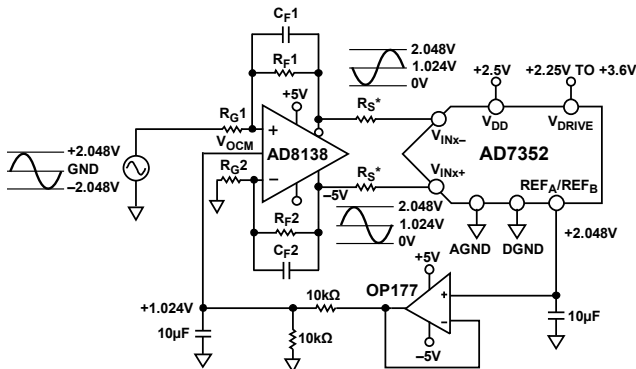 CF1
RF1
2.048V
1.024V
0V
+2.5V
+2.25V TO +3.6V
+5V
RG1
RS*
VDD
VDRIVE
VINx–
+
VOCM
AD8138
AD7352
+2.048V
GND
–2.048V
RG2
–
RS*
VINx+
–5V
REFA/REFB
RF2
2.048V
1.024V
0V
AGND
DGND
+2.048V
CF2
+5V
OP177
+1.024V
10kΩ
+
–
10µF
10kΩ
–5V
10µF